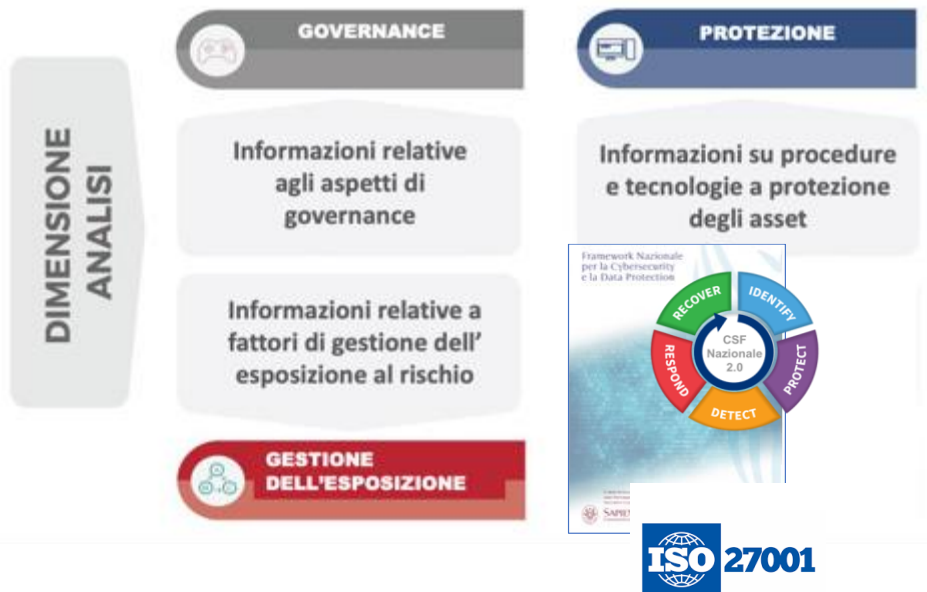 DIMENSIONE
ANALISI
GOVERNANCE
Informazioni relative
agli aspetti di
governance
Informazioni relative a
fattori di gestione dell’
esposizione al rischio
GESTIONE
DELL’ESPOSIZIONE
PROTEZIONE
Informazioni su procedure
e tecnologie a protezione
degli asset
Framework Nazionale
per la Cybersecurity
e la Data Protection
RECOVER
IDENTIFY
PROTECT
DETECT
RESPOND
CSF
Nazionale
2.0
ISO 27001